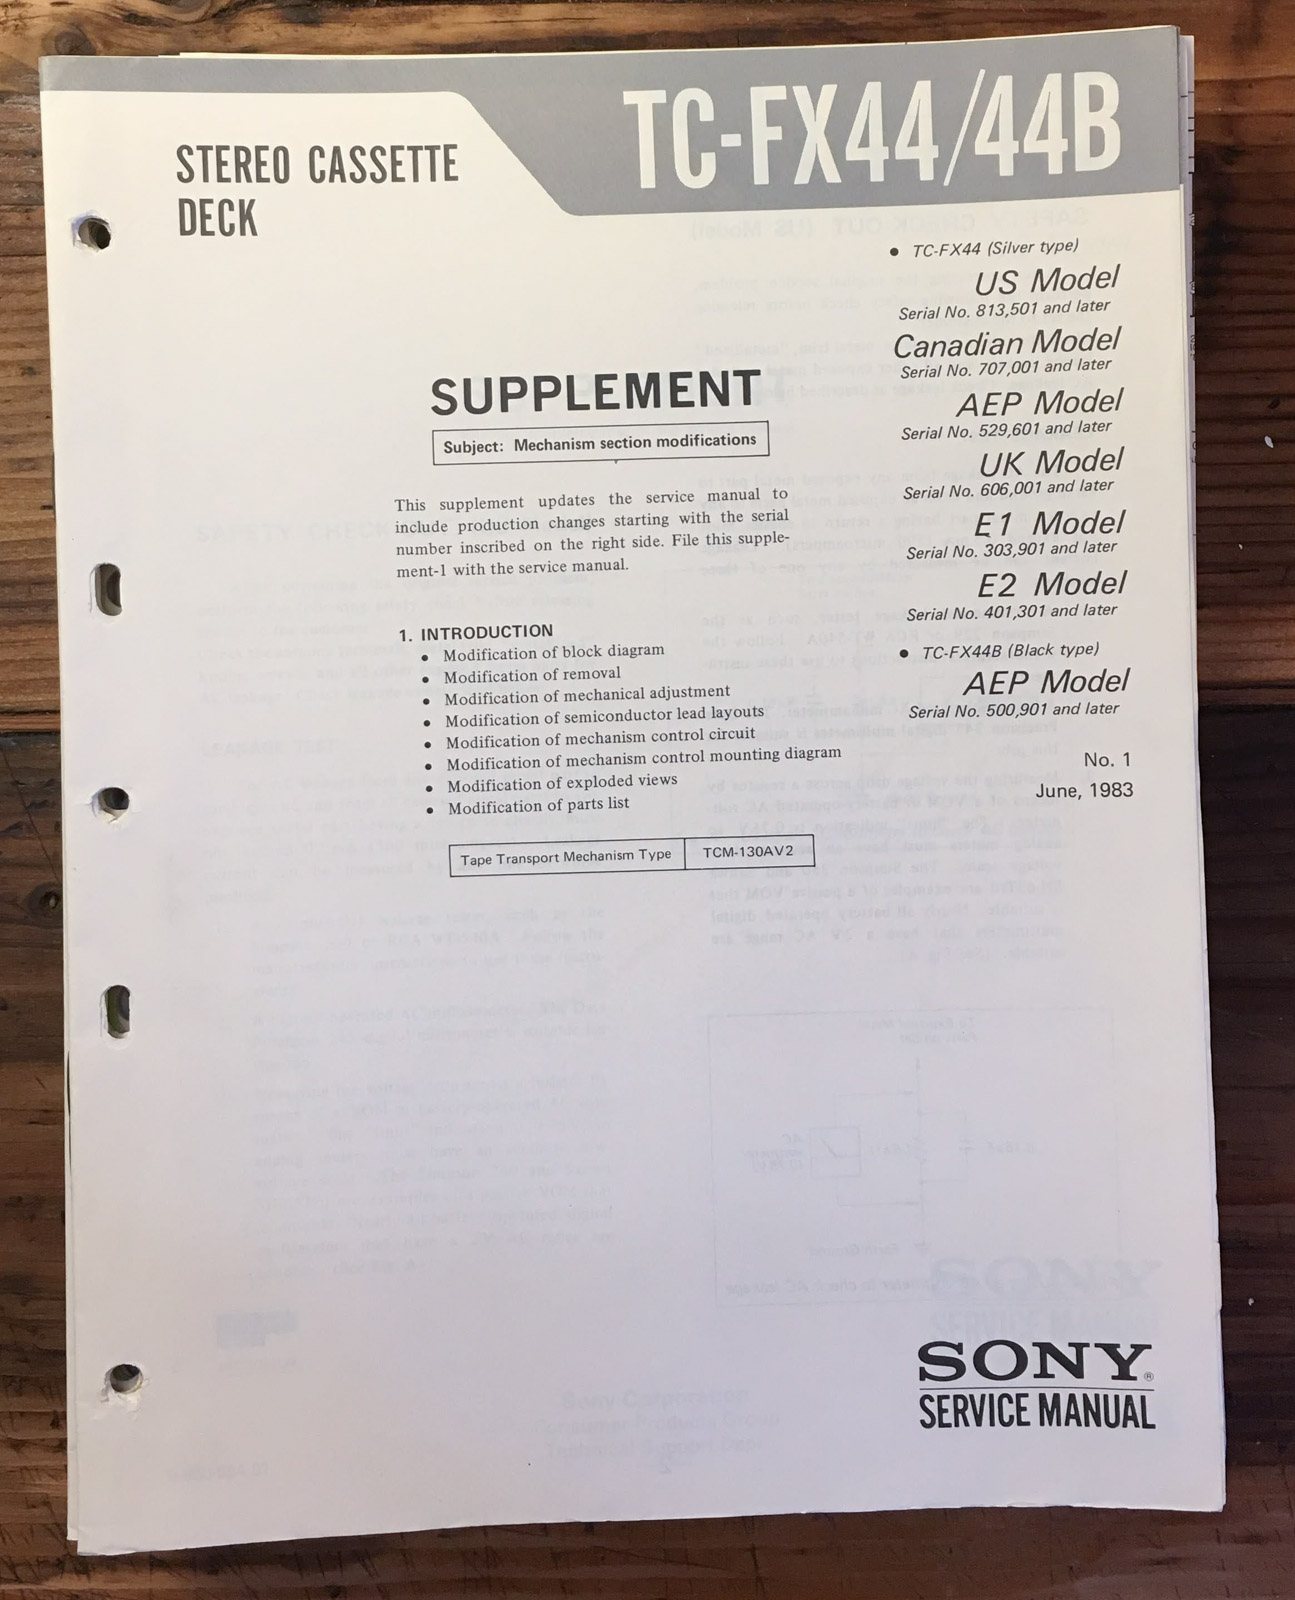 TC-FX44/44B
STEREO CASSETTE
DECK
• TC-FX44 (Silver type)
US Model
Serial No. 813,501 and later
Canadian Model
Serial No. 707,001 and later
AEP Model
Serial No. 529,601 and later
UK Model
Serial No. 606,001 and later
E1 Model
Serial No. 303,901 and later
E2 Model
Serial No. 401,301 and later
• TC-FX44B (Black type)
AEP Model
Serial No. 500,901 and later
No. 1
June, 1983
SUPPLEMENT
Subject: Mechanism section modifications
This supplement updates the service manual to
include production changes starting with the serial
number inscribed on the right side. File this supple-
ment-1 with the service manual.
1. INTRODUCTION
• Modification of block diagram
• Modification of removal
• Modification of mechanical adjustment
• Modification of semiconductor lead layouts
• Modification of mechanism control circuit
• Modification of mechanism control mounting diagram
• Modification of exploded views
• Modification of parts list
Tape Transport Mechanism Type TCM-130AV2
SONY®
SERVICE MANUAL